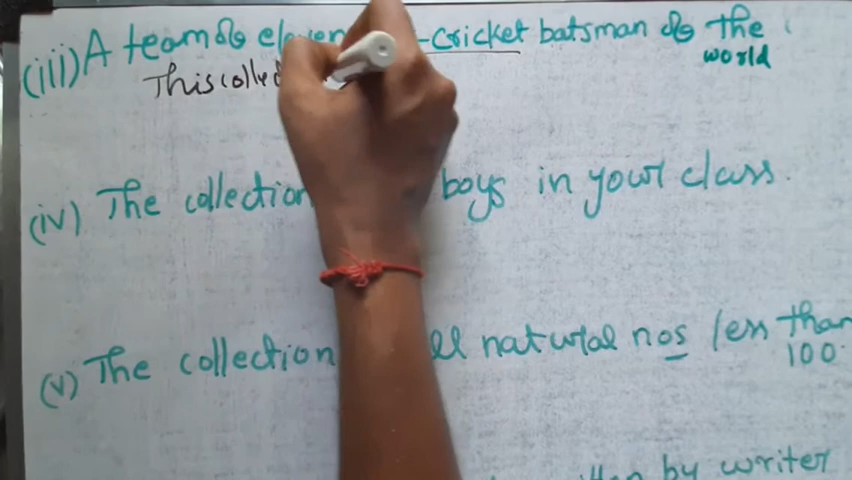 (iii) A team of eleven -cricket batsman of the
world
This colle
(iv) The collection boys in your class.
(v) The collection ll natural nos less than
100
by writer